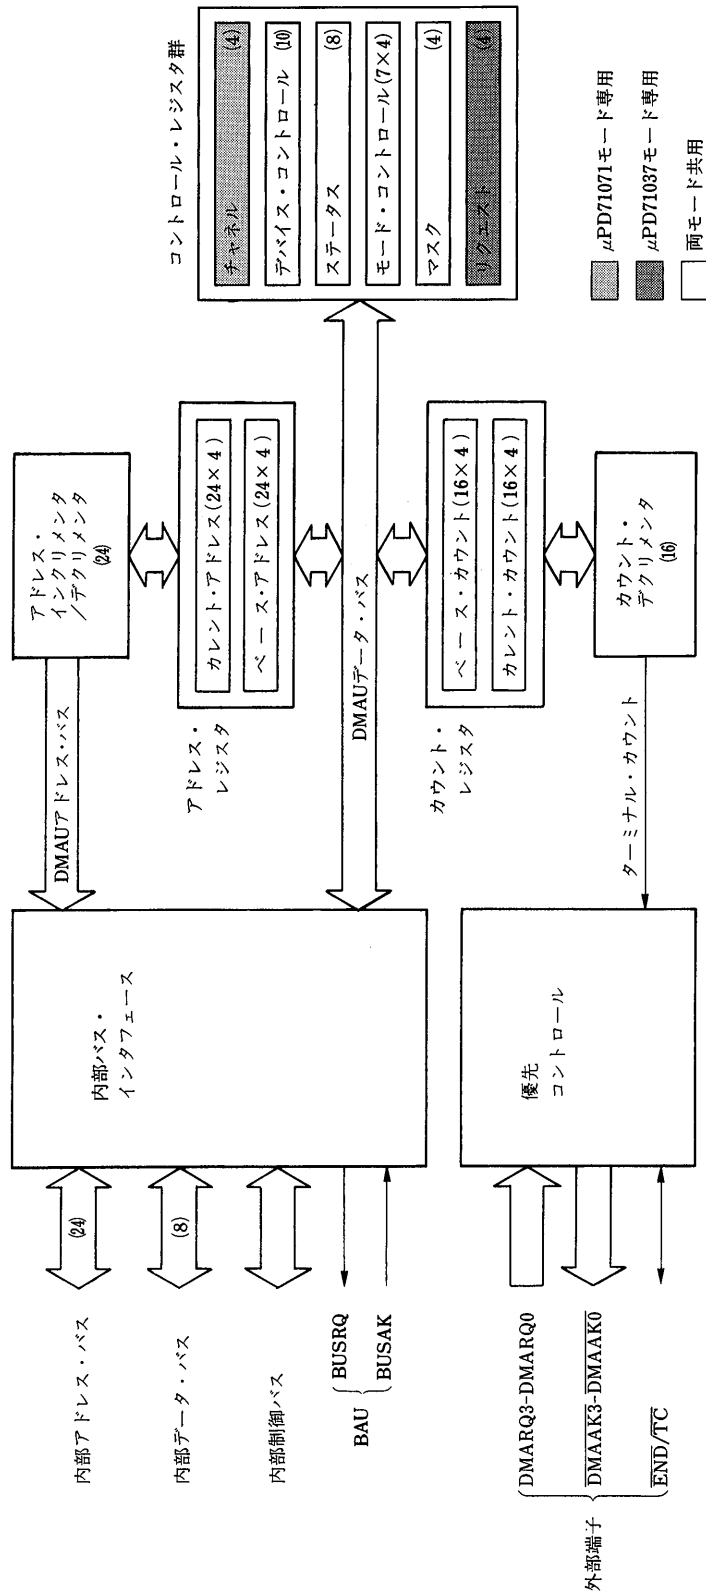 内部アドレス・バス
(24)
内部データ・バス
(8)
内部制御バス
BUSRQ
BUSAK
BAU
内部バス・
インタフェース
DMAUアドレス・バス
アドレス・
インクリメンタ
/デクリメンタ
(24)
カレント・アドレス(24×4)
ベース・アドレス(24×4)
アドレス・
レジスタ
DMAUデータ・バス
カウント・
レジスタ
ベース・カウント(16×4)
カレント・カウント(16×4)
カウント・
デクリメンタ
(16)
ターミナル・カウント
優先
コントロール
DMARQ3-DMARQ0
DMAAK3-DMAAK0
END/TC
外部端子
コントロール・レジスタ群
チャネル (4)
デバイス・コントロール (10)
ステータス (8)
モード・コントロール(7×4)
マスク (4)
リクエスト (4)
μPD71071モード専用
μPD71037モード専用
両モード共用